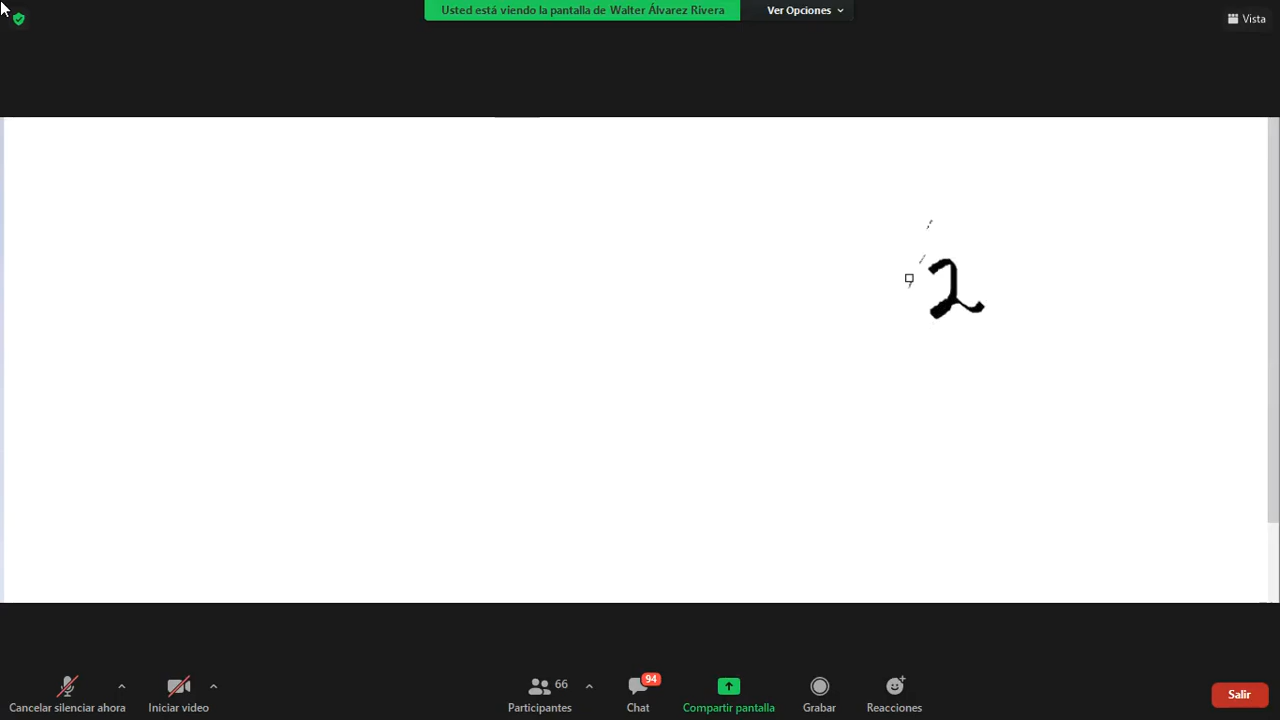 Usted está viendo la pantalla de Walter Álvarez Rivera
Ver Opciones
Vista
2
Cancelar silenciar ahora
Iniciar video
66
Participantes
94
Chat
Compartir pantalla
Grabar
Reacciones
Salir